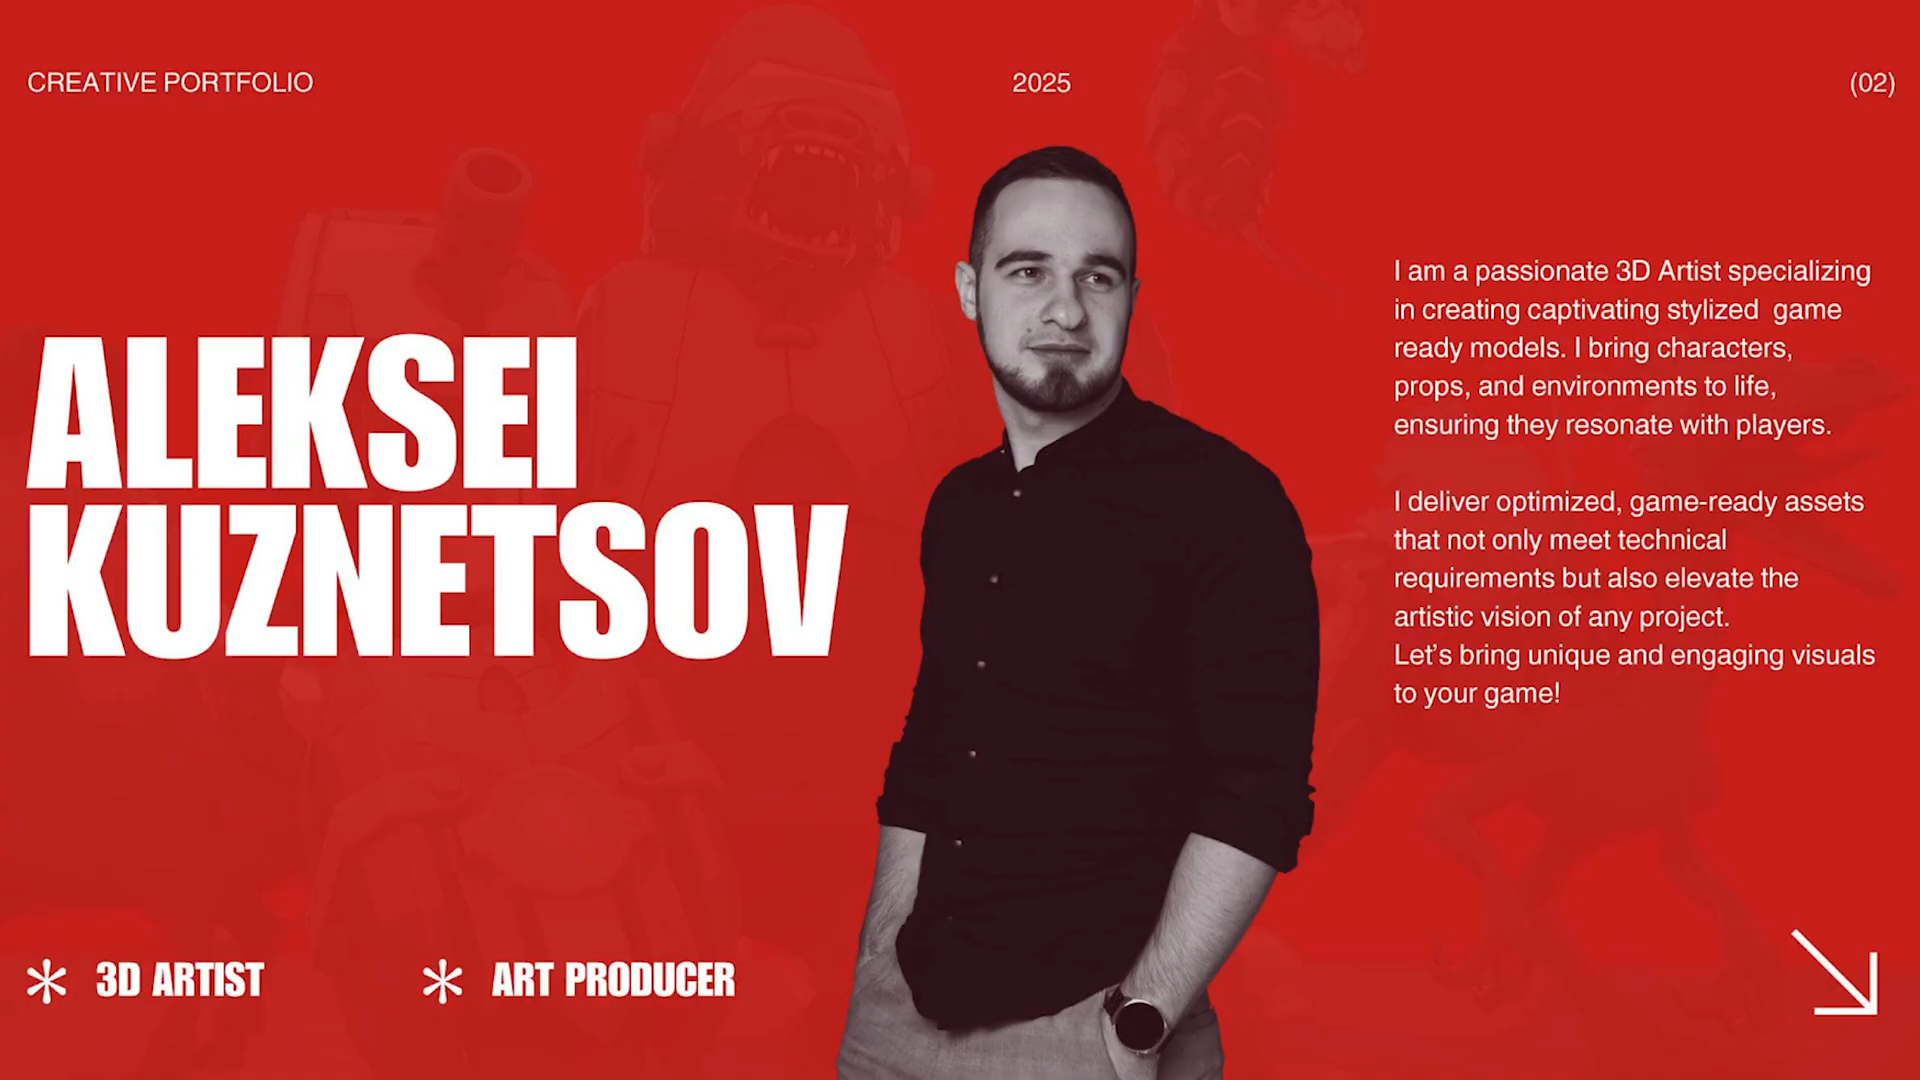 CREATIVE PORTFOLIO
2025
(02)
ALEKSEI
KUZNETSOV
I am a passionate 3D Artist specializing
in creating captivating stylized  game
ready models. I bring characters,
props, and environments to life,
ensuring they resonate with players.
I deliver optimized, game-ready assets
that not only meet technical
requirements but also elevate the
artistic vision of any project.
Let’s bring unique and engaging visuals
to your game!
3D ARTIST
ART PRODUCER